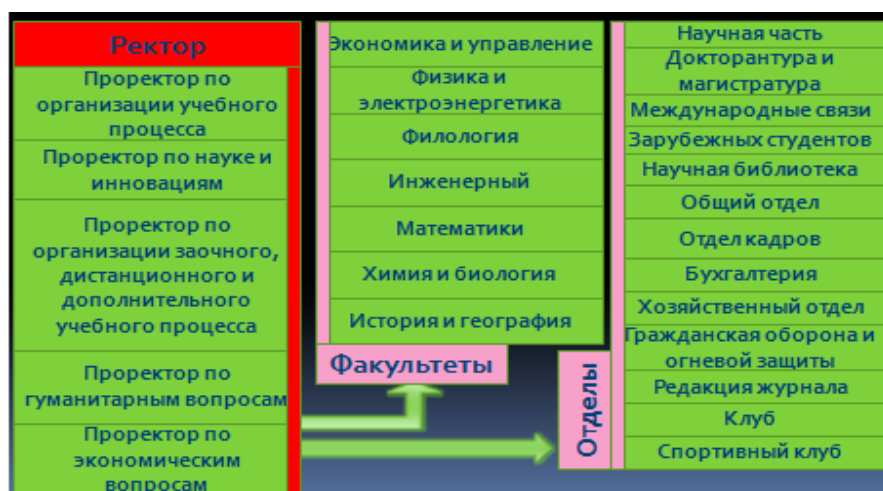 Ректор
Проректор по
организации учебного
процесса
Проректор по науке и
инновациям
Проректор по
организации заочного,
дистанционного и
дополнительного
учебного процесса
Проректор по
гуманитарным вопросам
Проректор по
экономическим
вопросам
Экономика и управление
Физика и
электроэнергетика
Филология
Инженерный
Математики
Химия и биология
История и география
Факультеты
Отделы
Научная часть
Докторантура и
магистратура
Международные связи
Зарубежных студентов
Научная библиотека
Общий отдел
Отдел кадров
Бухгалтерия
Хозяйственный отдел
Гражданская оборона и
огневой защиты
Редакция журнала
Клуб
Спортивный клуб